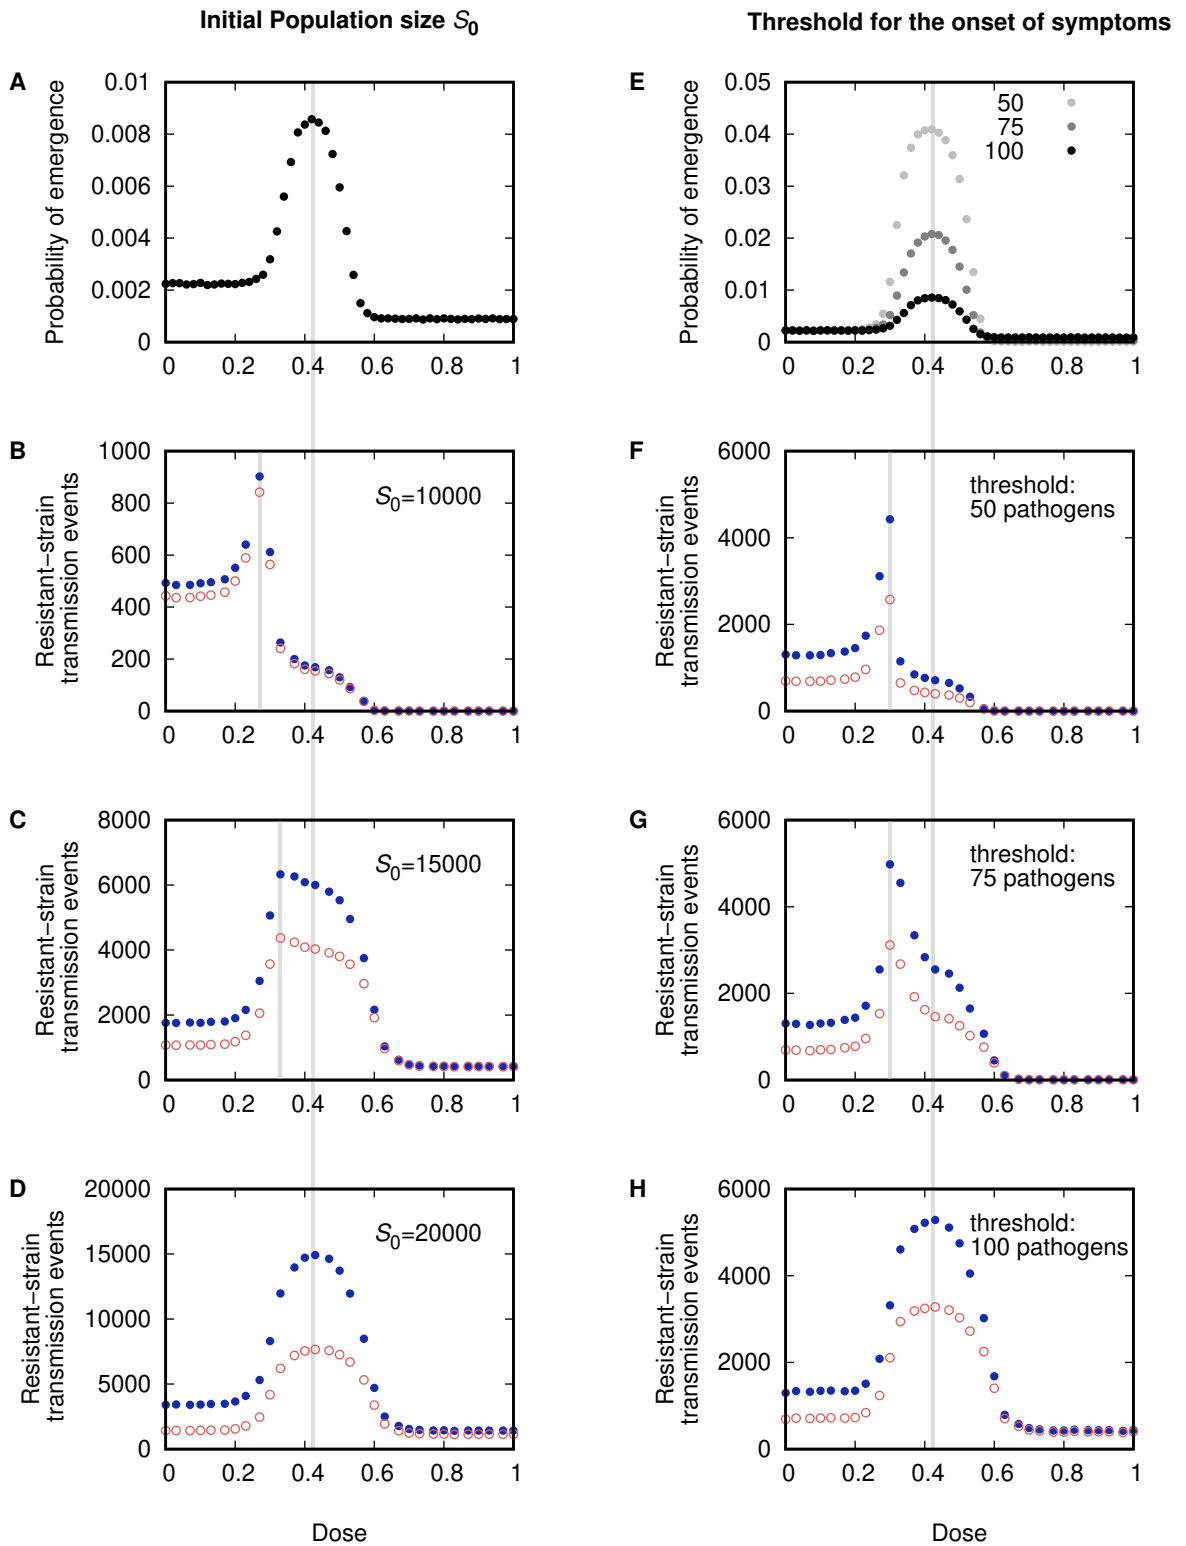 Initial Population size S0
Threshold for the onset of symptoms
A
Probability of emergence
0.01
0.008
0.006
0.004
0.002
0
0 0.2 0.4 0.6 0.8 1
B
Resistant−strain
transmission events
1000
800
600
400
200
0
S0=10000
0 0.2 0.4 0.6 0.8 1
C
Resistant−strain
transmission events
8000
6000
4000
2000
0
S0=15000
0 0.2 0.4 0.6 0.8 1
D
Resistant−strain
transmission events
20000
15000
10000
5000
0
S0=20000
0 0.2 0.4 0.6 0.8 1
Dose
E
Probability of emergence
0.05
0.04
0.03
0.02
0.01
0
50
75
100
0 0.2 0.4 0.6 0.8 1
F
Resistant−strain
transmission events
6000
4000
2000
0
threshold:
50 pathogens
0 0.2 0.4 0.6 0.8 1
G
Resistant−strain
transmission events
6000
4000
2000
0
threshold:
75 pathogens
0 0.2 0.4 0.6 0.8 1
H
Resistant−strain
transmission events
6000
4000
2000
0
threshold:
100 pathogens
0 0.2 0.4 0.6 0.8 1
Dose